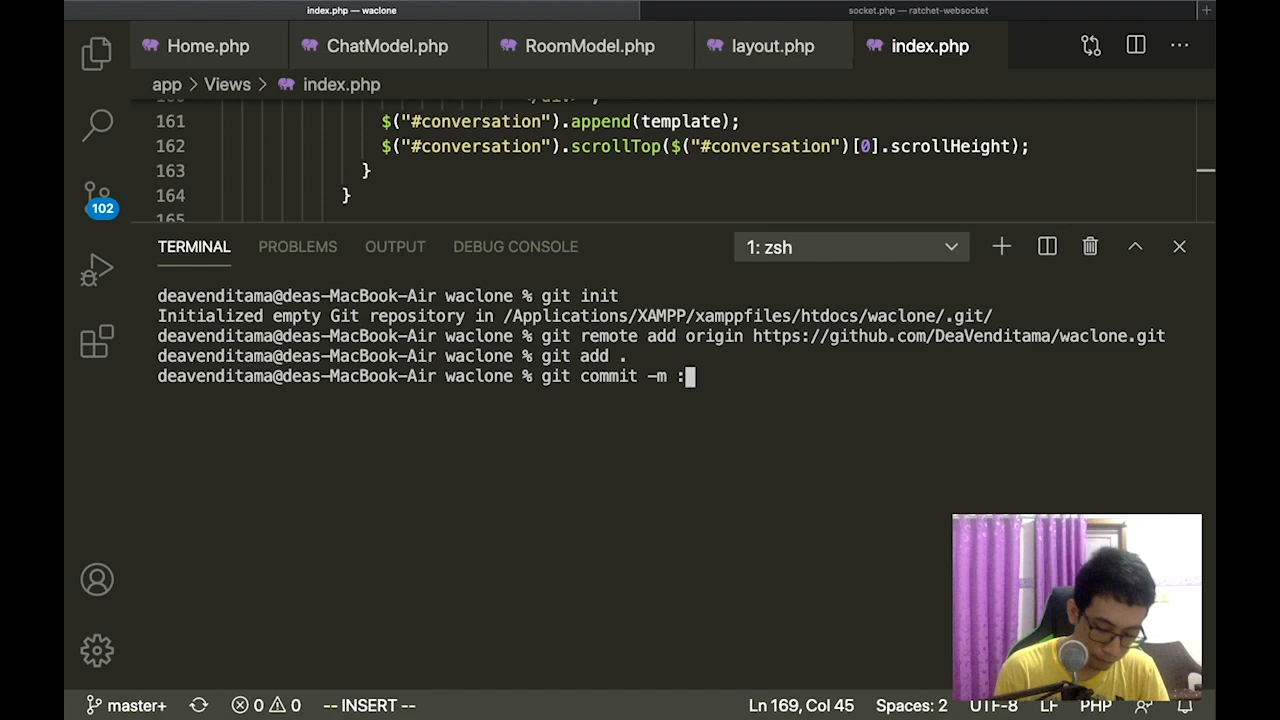 index.php — waclone
socket.php — ratchet-websocket
Home.php ChatModel.php RoomModel.php layout.php index.php
app > Views > index.php
161 $("#conversation").append(template);
162 $("#conversation").scrollTop($("#conversation")[0].scrollHeight);
163 }
164 }
165
102
TERMINAL PROBLEMS OUTPUT DEBUG CONSOLE 1: zsh
deavenditama@deas-MacBook-Air waclone % git init
Initialized empty Git repository in /Applications/XAMPP/xamppfiles/htdocs/waclone/.git/
deavenditama@deas-MacBook-Air waclone % git remote add origin https://github.com/DeaVenditama/waclone.git
deavenditama@deas-MacBook-Air waclone % git add .
deavenditama@deas-MacBook-Air waclone % git commit -m :
master+ 0 0 -- INSERT -- Ln 169, Col 45 Spaces: 2 UTF-8 LF PHP